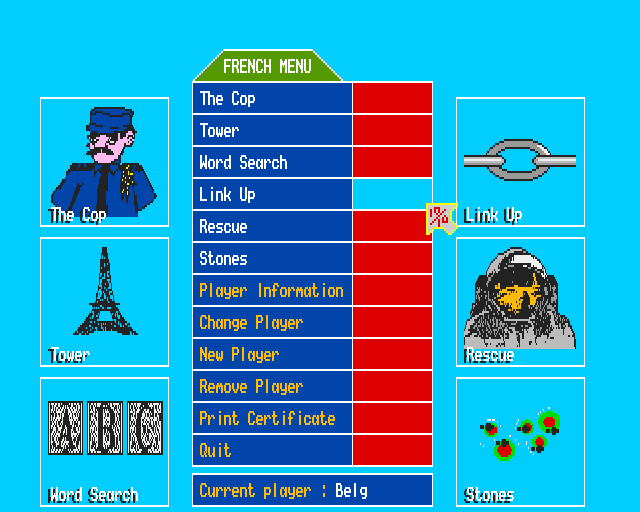 FRENCH MENU
The Cop
Tower
Word Search
Link Up
Rescue
Stones
Player Information
Change Player
New Player
Remove Player
Print Certificate
Quit
Current player : Belg
The Cop
Tower
ABC
Word Search
Link Up
Rescue
Stones